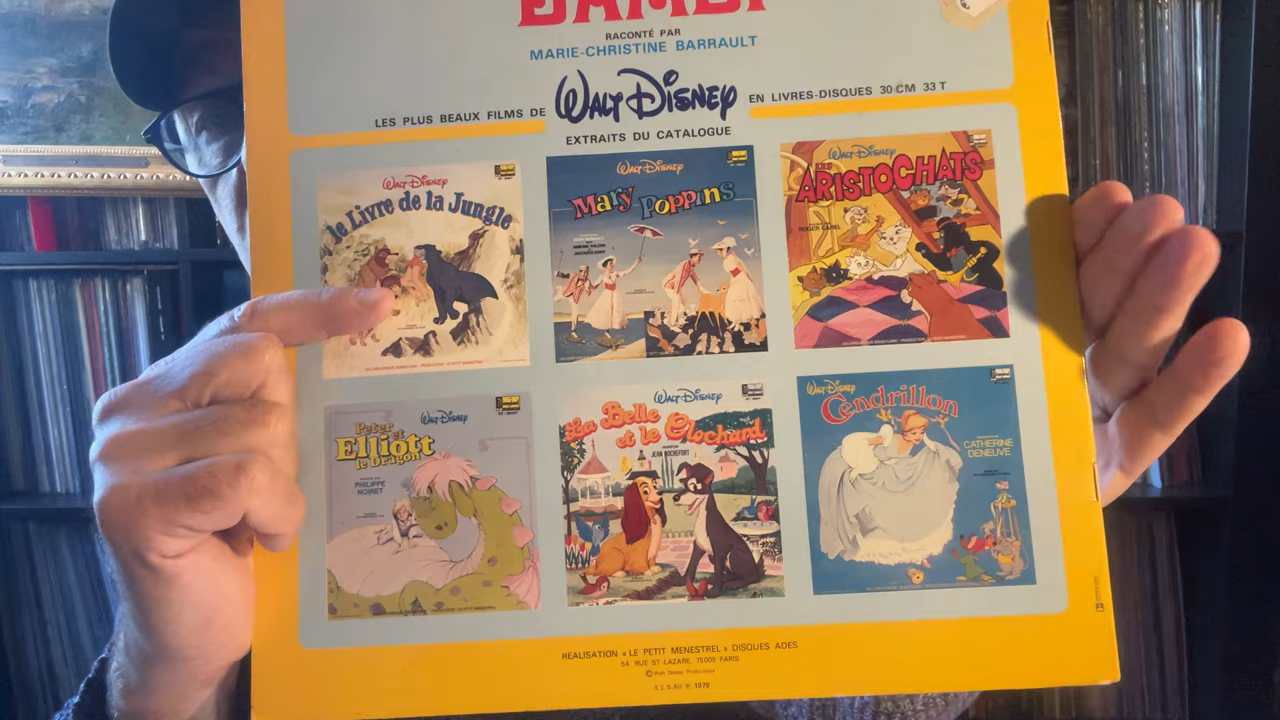 BAMBI
RACONTÉ PAR
MARIE-CHRISTINE BARRAULT
LES PLUS BEAUX FILMS DE WALT DISNEY EN LIVRES-DISQUES 30 CM 33 T
EXTRAITS DU CATALOGUE
WALT DISNEY
le Livre de la Jungle
WALT DISNEY
Mary Poppins
WALT DISNEY
LES
ARISTOCHATS
ROGER CAREL
WALT DISNEY
Peter et
Elliott
le Dragon
PHILIPPE
NOIRET
WALT DISNEY
La Belle
et le Clochard
JEAN ROCHEFORT
WALT DISNEY
Cendrillon
CATHERINE
DENEUVE
REALISATION « LE PETIT MENESTREL » DISQUES ADES
54, RUE ST-LAZARE, 75009 PARIS
© Walt Disney Productions
1978